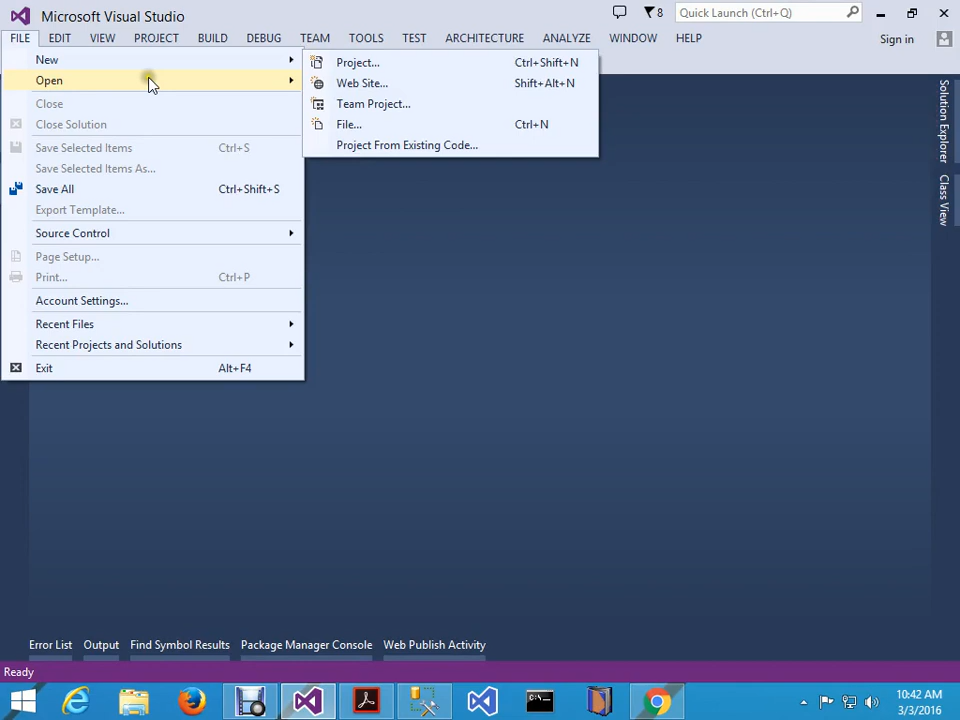 Microsoft Visual Studio
8
Quick Launch (Ctrl+Q)
FILE EDIT VIEW PROJECT BUILD DEBUG TEAM TOOLS TEST ARCHITECTURE ANALYZE WINDOW HELP Sign in
New
Open
Close
Close Solution
Save Selected Items Ctrl+S
Save Selected Items As...
Save All Ctrl+Shift+S
Export Template...
Source Control
Page Setup...
Print... Ctrl+P
Account Settings...
Recent Files
Recent Projects and Solutions
Exit Alt+F4
Project... Ctrl+Shift+N
Web Site... Shift+Alt+N
Team Project...
File... Ctrl+N
Project From Existing Code...
Solution Explorer
Class View
Error List Output Find Symbol Results Package Manager Console Web Publish Activity
Ready
10:42 AM
3/3/2016